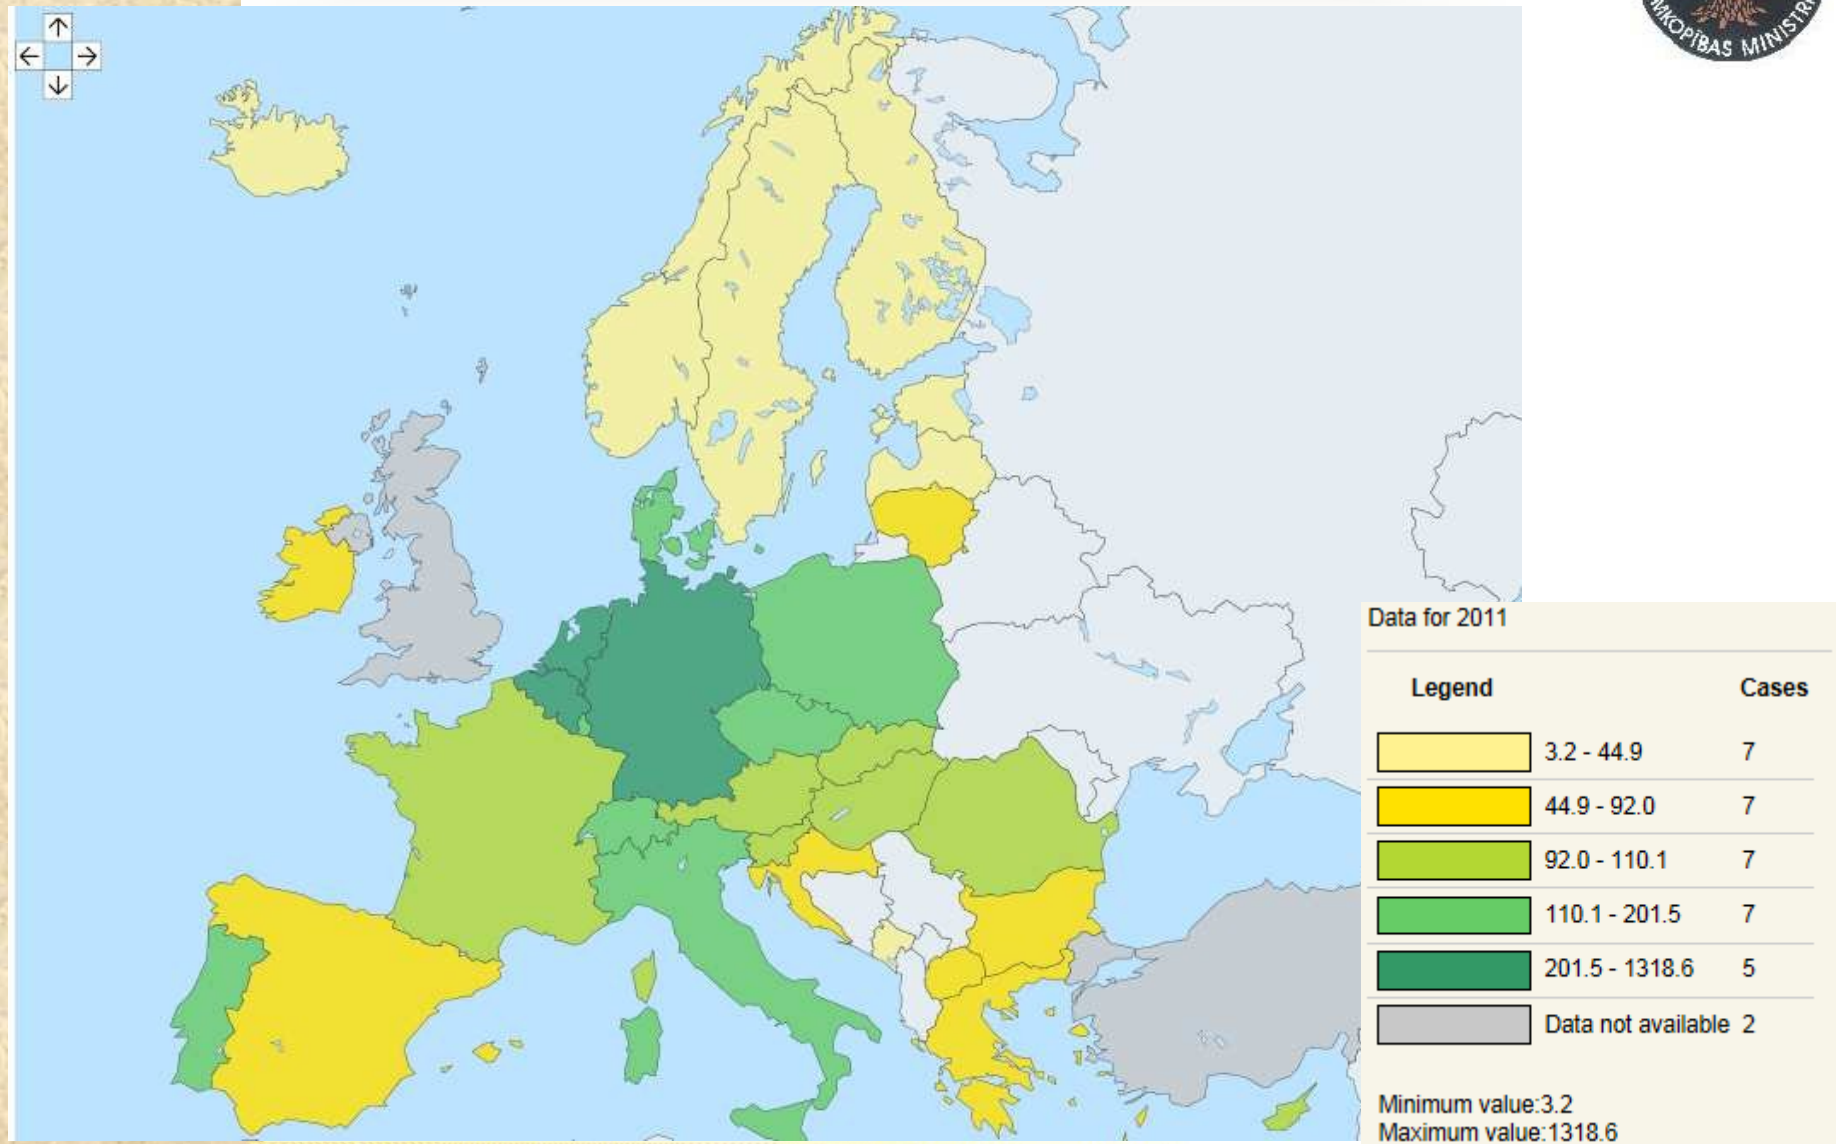 MKOPĪBAS MINISTRI
Data for 2011
Legend Cases
3.2 - 44.9 7
44.9 - 92.0 7
92.0 - 110.1 7
110.1 - 201.5 7
201.5 - 1318.6 5
Data not available 2
Minimum value:3.2
Maximum value:1318.6